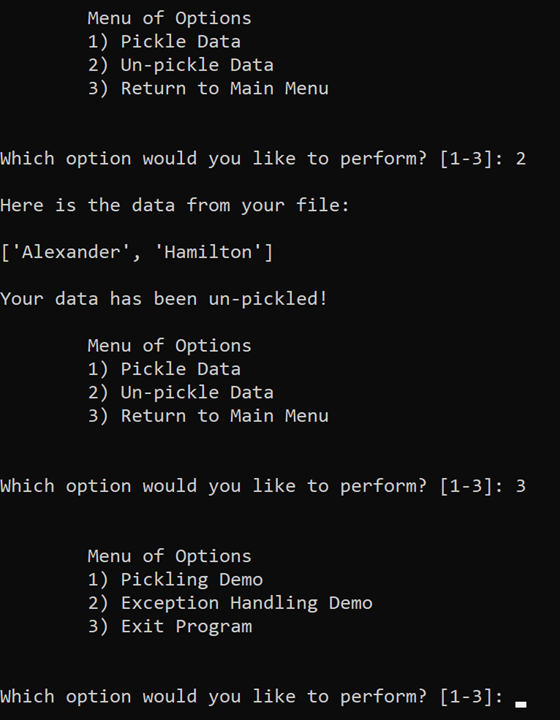 Menu of Options
1) Pickle Data
2) Un-pickle Data
3) Return to Main Menu
Which option would you like to perform? [1-3]: 2
Here is the data from your file:
['Alexander', 'Hamilton']
Your data has been un-pickled!
Menu of Options
1) Pickle Data
2) Un-pickle Data
3) Return to Main Menu
Which option would you like to perform? [1-3]: 3
Menu of Options
1) Pickling Demo
2) Exception Handling Demo
3) Exit Program
Which option would you like to perform? [1-3]: